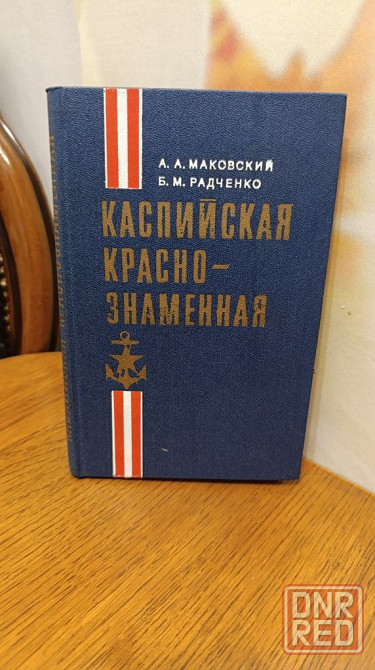 А. А. МАКОВСКИЙ
Б. М. РАДЧЕНКО
КАСПИЙСКАЯ
КРАСНО–
ЗНАМЕННАЯ
DNR
RED